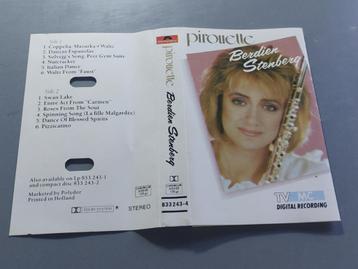 Side 1
1. Coppelia: Mazurka + Waltz
2. Danzas Espanolas
3. Solveig's Song, Peer Gynt Suite
4. Nutcracker
5. Italian Dance
6. Waltz From "Faust"
Side 2
1. Swan Lake
2. Entre Act From "Carmen"
3. Roses From The Sout
4. Spinning Song (La fille Malgardée)
5. Dance Of Blessed Spirits
6. Pizzicatino
Also available on Lp 833 243-1
and compact disc 833 243-2
Marketed by Polydor
Printed in Holland
STEREO
pirouette
Berdien Stenberg
833 243-4
pirouette
Berdien
Stenberg
TV MC
DIGITAL RECORDING